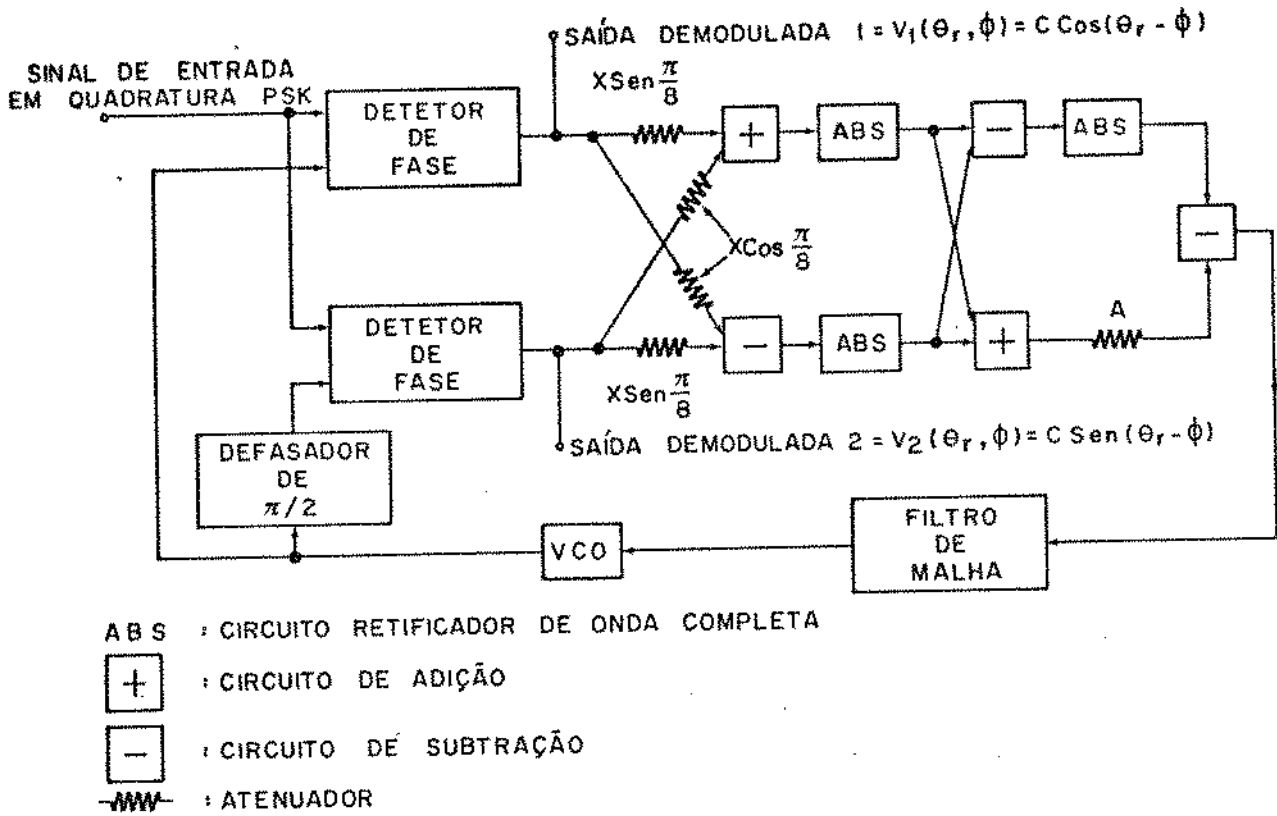 SAÍDA DEMODULADA 1 = V₁(θr,ϕ) = C Cos(θr - ϕ)
SINAL DE ENTRADA
EM QUADRATURA PSK
XSen π/8
DETETOR
DE
FASE
+
ABS
−
ABS
XCos π/8
−
DETETOR
DE
FASE
−
ABS
+
A
XSen π/8
SAÍDA DEMODULADA 2 = V₂(θr,ϕ) = C Sen(θr - ϕ)
DEFASADOR
DE
π/2
VCO
FILTRO
DE
MALHA
ABS : CIRCUITO RETIFICADOR DE ONDA COMPLETA
+ : CIRCUITO DE ADIÇÃO
− : CIRCUITO DE SUBTRAÇÃO
: ATENUADOR